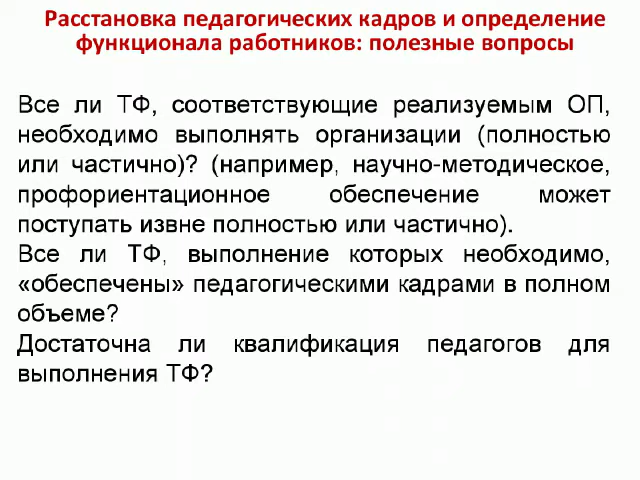 Расстановка педагогических кадров и определение
функционала работников: полезные вопросы
Все ли ТФ, соответствующие реализуемым ОП,
необходимо выполнять организации (полностью
или частично)? (например, научно-методическое,
профориентационное обеспечение может
поступать извне полностью или частично).
Все ли ТФ, выполнение которых необходимо,
«обеспечены» педагогическими кадрами в полном
объеме?
Достаточна ли квалификация педагогов для
выполнения ТФ?